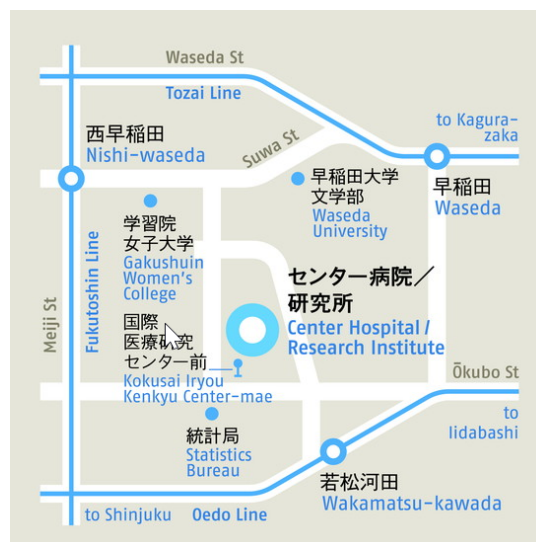 Waseda St
Tozai Line
to Kagura-
zaka
西早稲田
Nishi-waseda
Suwa St
早稲田大学
文学部
Waseda
University
早稲田
Waseda
学習院
女子大学
Gakushuin
Women's
College
Fukutoshin Line
Meiji St
センター病院／
研究所
Center Hospital /
Research Institute
国際
医療研究
センター前
Kokusai Iryou
Kenkyu Center-mae
Ōkubo St
to
Iidabashi
統計局
Statistics
Bureau
若松河田
Wakamatsu-kawada
to Shinjuku
Oedo Line